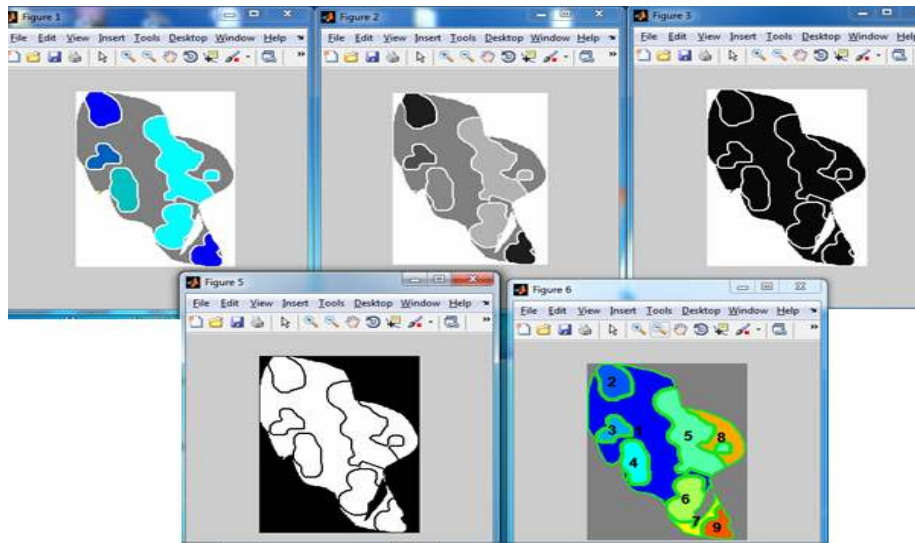 Figure 1
File Edit View Insert Tools Desktop Window Help
Figure 2
File Edit View Insert Tools Desktop Window Help
Figure 3
File Edit View Insert Tools Desktop Window Help
Figure 5
File Edit View Insert Tools Desktop Window Help
Figure 6
File Edit View Insert Tools Desktop Window Help
2
3
4
5
8
6
7
9